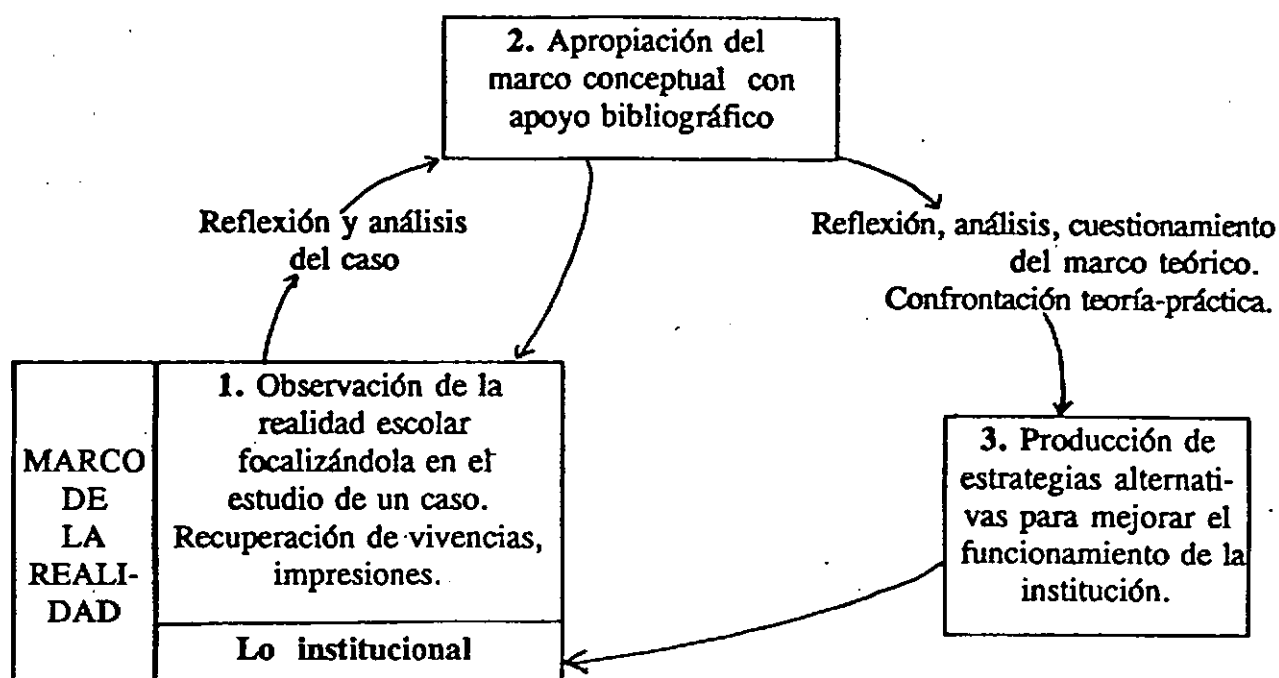 2. Apropiación del
marco conceptual con
apoyo bibliográfico
Reflexión y análisis
del caso
Reflexión, análisis, cuestionamiento
del marco teórico.
Confrontación teoría-práctica.
MARCO
DE
LA
REALI-
DAD
1. Observación de la
realidad escolar
focalizándola en el
estudio de un caso.
Recuperación de vivencias,
impresiones.
Lo institucional
3. Producción de
estrategias alternati-
vas para mejorar el
funcionamiento de la
institución.